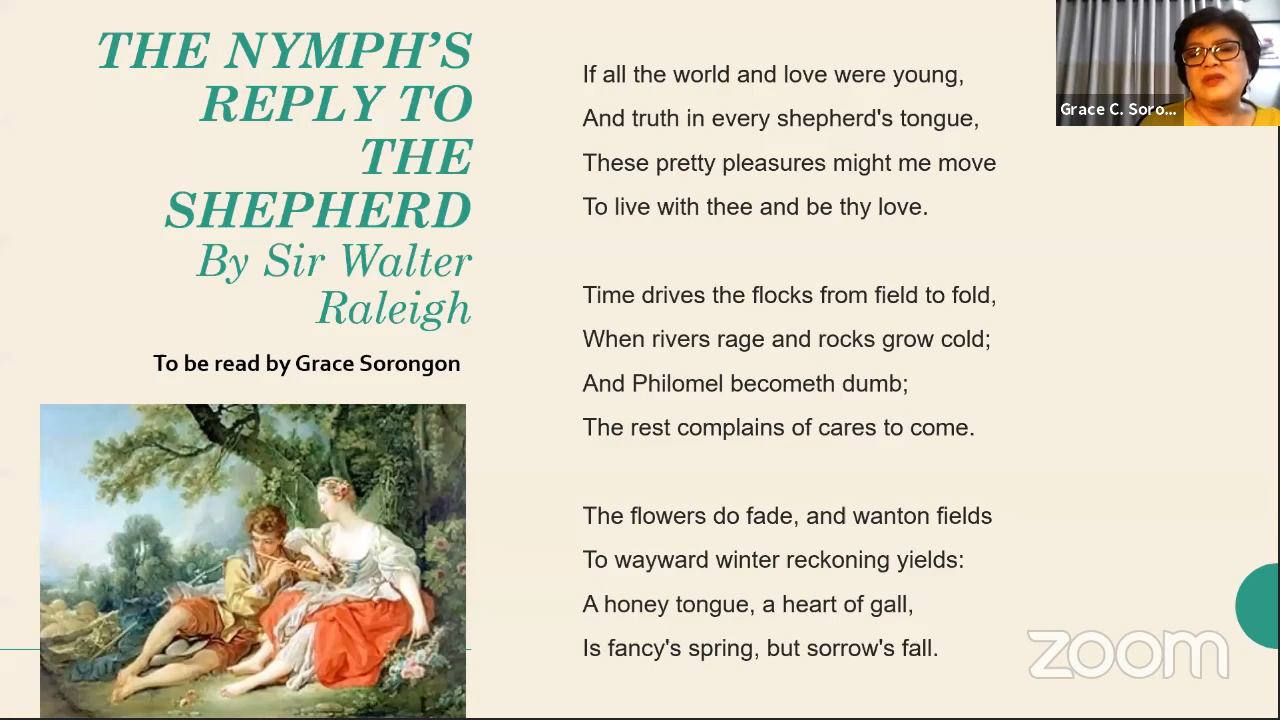 THE NYMPH'S
REPLY TO
THE
SHEPHERD
By Sir Walter
Raleigh
To be read by Grace Sorongon
If all the world and love were young,
And truth in every shepherd's tongue,
These pretty pleasures might me move
To live with thee and be thy love.
Time drives the flocks from field to fold,
When rivers rage and rocks grow cold;
And Philomel becometh dumb;
The rest complains of cares to come.
The flowers do fade, and wanton fields
To wayward winter reckoning yields:
A honey tongue, a heart of gall,
Is fancy's spring, but sorrow's fall.
Grace C. Soro...
zoom